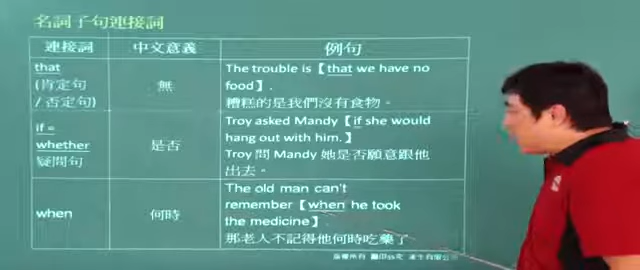 名詞子句連接詞
連接詞 中文意義 例句
that
(肯定句
/ 否定句)
無
The trouble is【that we have no
food】.
糟糕的是我們沒有食物。
if =
whether
疑問句
是否
Troy asked Mandy【if she would
hang out with him.】
Troy 問 Mandy 她是否願意跟他
出去。
when
何時
The old man can't
remember【when he took
the medicine】
那老人不記得他何時吃藥了
版權所有